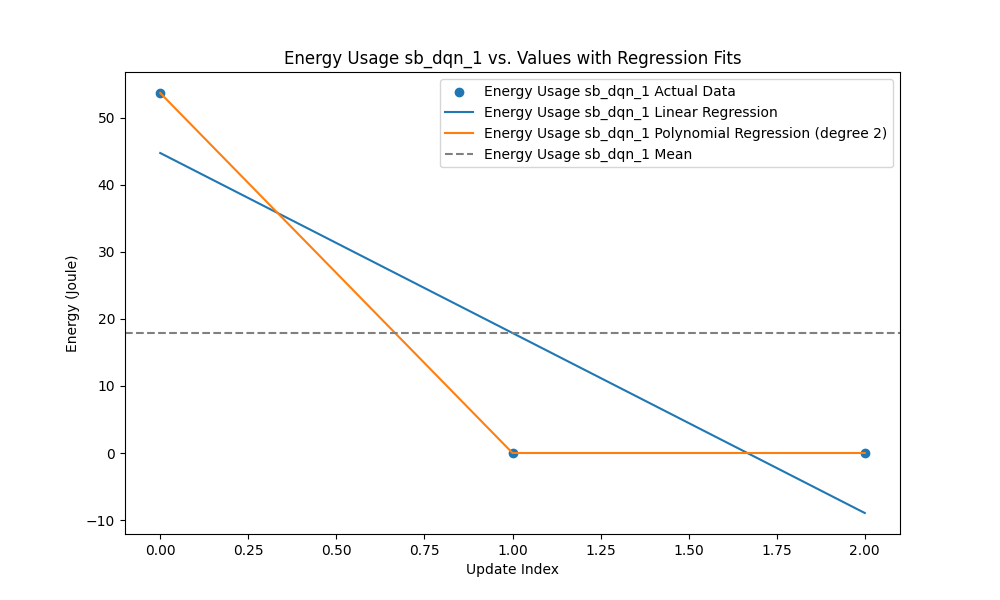 Energy Usage sb_dqn_1 vs. Values with Regression Fits
Energy Usage sb_dqn_1 Actual Data
Energy Usage sb_dqn_1 Linear Regression
Energy Usage sb_dqn_1 Polynomial Regression (degree 2)
Energy Usage sb_dqn_1 Mean
Energy (Joule)
50
40
30
20
10
0
−10
0.00 0.25 0.50 0.75 1.00 1.25 1.50 1.75 2.00
Update Index